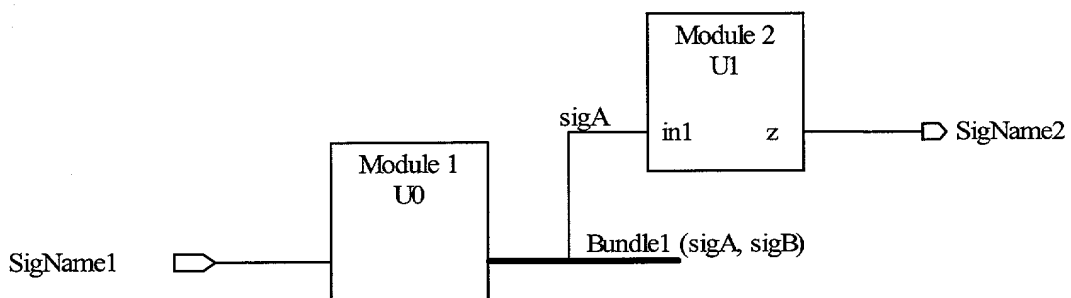 Module 2
U1
sigA
in1 z
SigName2
Module 1
U0
Bundle1 (sigA, sigB)
SigName1